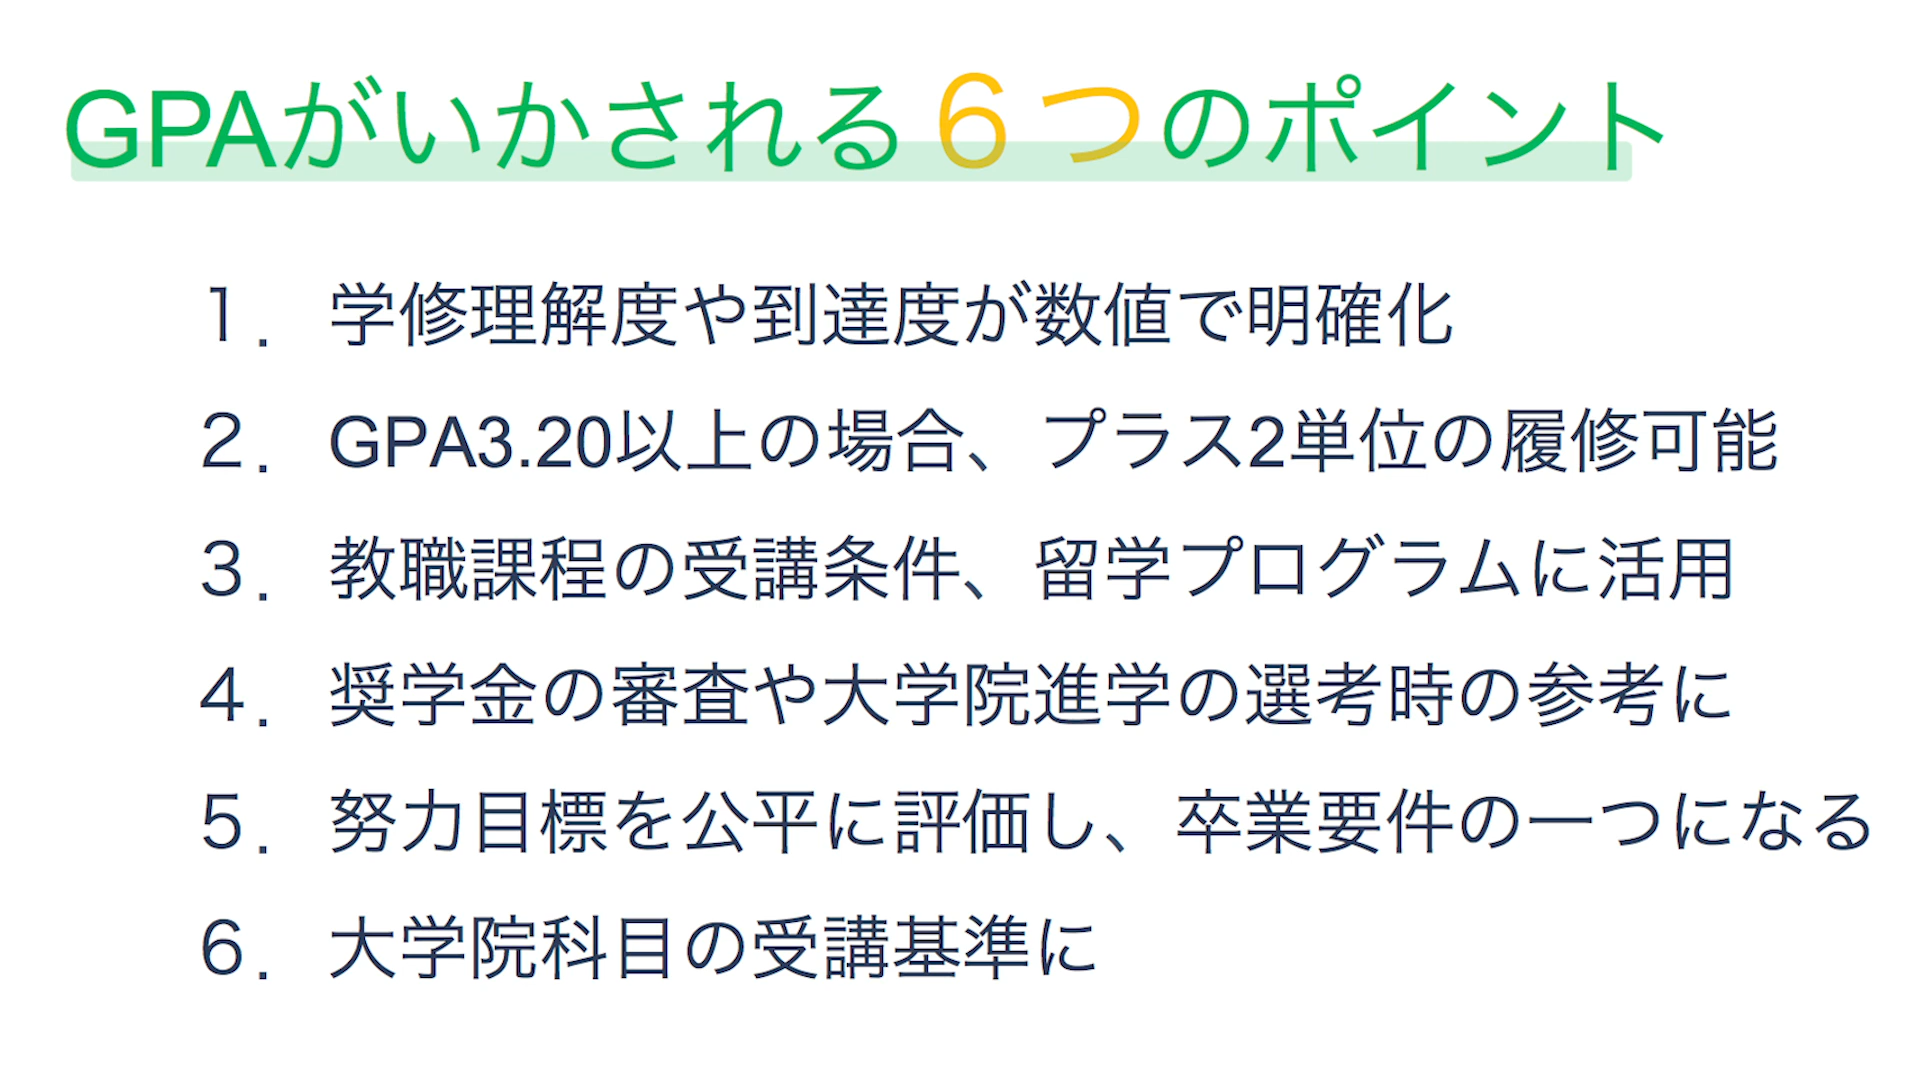 GPAがいかされる６つのポイント
１．学修理解度や到達度が数値で明確化
２．GPA3.20以上の場合、プラス2単位の履修可能
３．教職課程の受講条件、留学プログラムに活用
４．奨学金の審査や大学院進学の選考時の参考に
５．努力目標を公平に評価し、卒業要件の一つになる
６．大学院科目の受講基準に